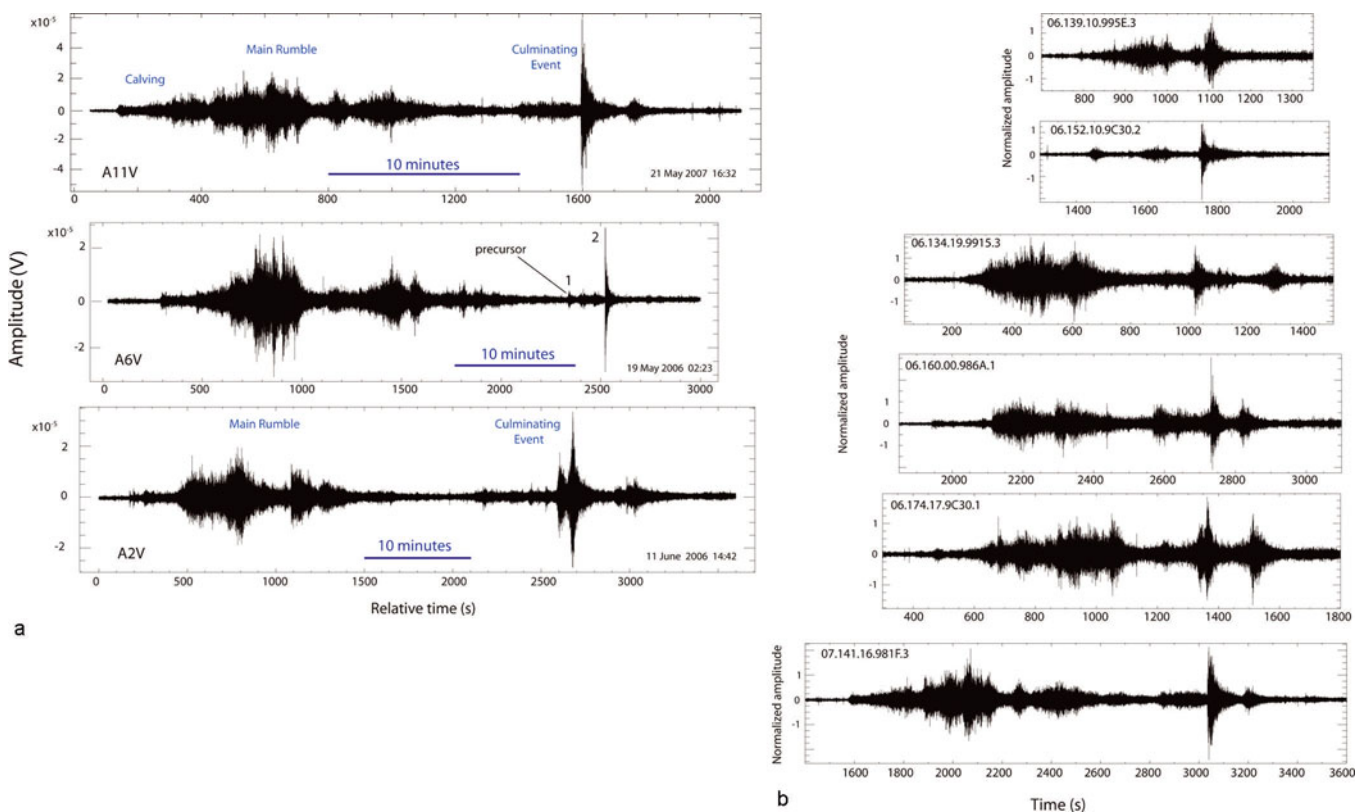 x10-5
6
4
2
0
-2
-4
Calving
Main Rumble
Culminating
Event
10 minutes
A11V
21 May 2007 16:32
0 400 800 1200 1600 2000
x10-5
2
0
-2
precursor
1
2
10 minutes
A6V
19 May 2006 02:23
0 500 1000 1500 2000 2500 3000
Amplitude (V)
x10-5
2
0
-2
Main Rumble
Culminating
Event
10 minutes
A2V
11 June 2006 14:42
0 500 1000 1500 2000 2500 3000
Relative time (s)
a
06.139.10.995E.3
1
0
-1
800 900 1000 1100 1200 1300
Normalized amplitude
06.152.10.9C30.2
1
0
-1
1400 1600 1800 2000
06.134.19.9915.3
1
0
-1
200 400 600 800 1000 1200 1400
Normalized amplitude
06.160.00.986A.1
1
0
-1
2000 2200 2400 2600 2800 3000
06.174.17.9C30.1
1
0
-1
400 600 800 1000 1200 1400 1600 1800
Normalized amplitude
07.141.16.981F.3
1
0
-1
1600 1800 2000 2200 2400 2600 2800 3000 3200 3400 3600
b
Time (s)